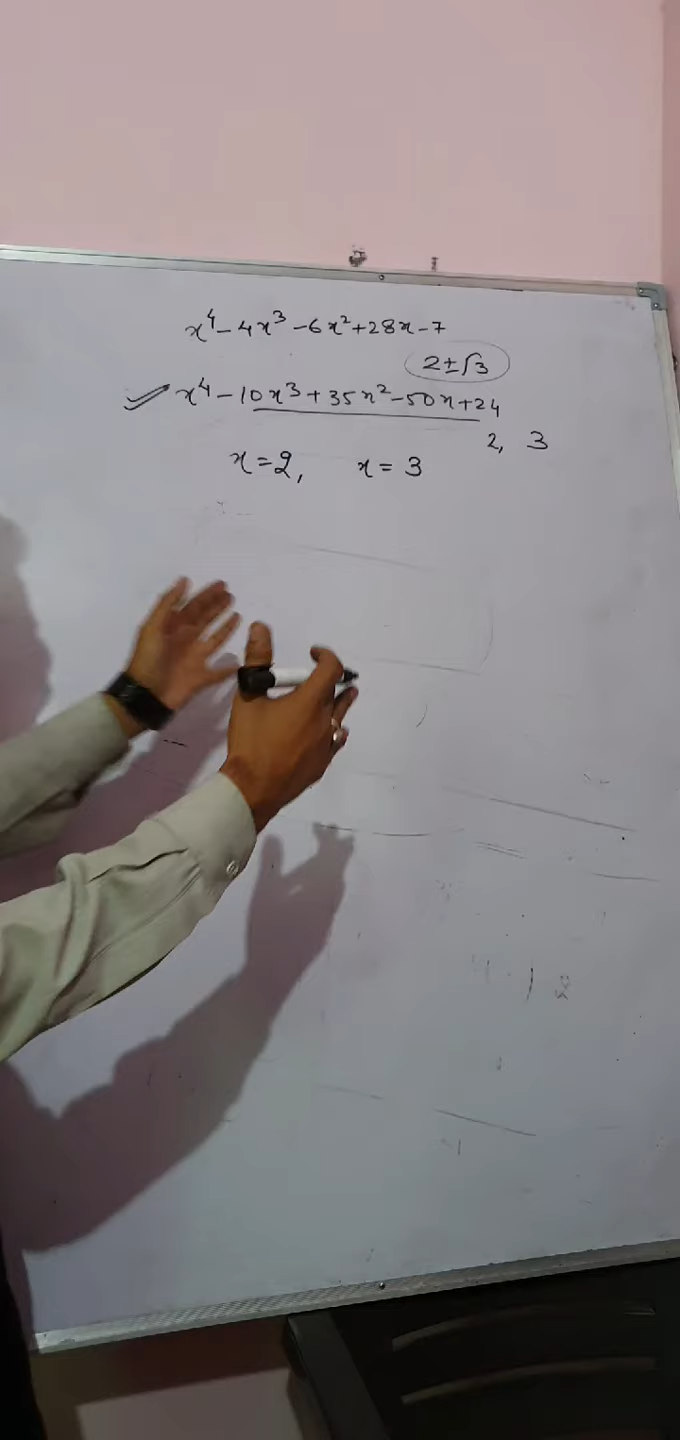 x⁴ - 4x³ - 6x² + 28x - 7
2 ± √3
x⁴ - 10x³ + 35x² - 50x + 24
2, 3
x = 2, x = 3